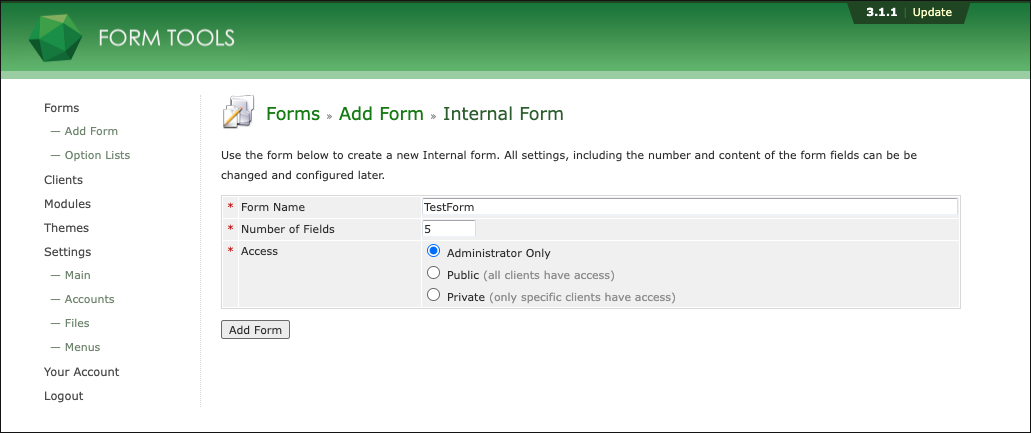 3.1.1 | Update
FORM TOOLS
Forms
— Add Form
— Option Lists
Clients
Modules
Themes
Settings
— Main
— Accounts
— Files
— Menus
Your Account
Logout
Forms » Add Form » Internal Form
Use the form below to create a new Internal form. All settings, including the number and content of the form fields can be be
changed and configured later.
* Form Name TestForm
* Number of Fields 5
* Access Administrator Only
Public (all clients have access)
Private (only specific clients have access)
Add Form